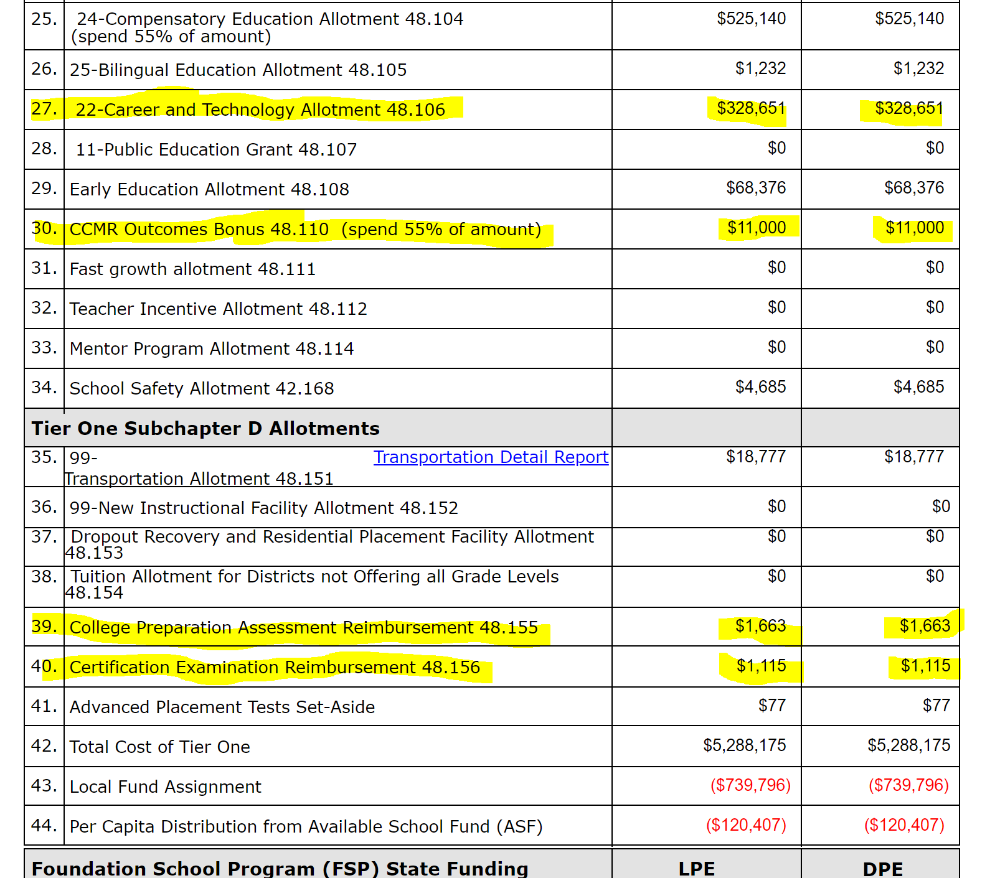 25. 24-Compensatory Education Allotment 48.104 $525,140 $525,140
(spend 55% of amount)
26. 25-Bilingual Education Allotment 48.105 $1,232 $1,232
27. 22-Career and Technology Allotment 48.106 $328,651 $328,651
28. 11-Public Education Grant 48.107 $0 $0
29. Early Education Allotment 48.108 $68,376 $68,376
30. CCMR Outcomes Bonus 48.110 (spend 55% of amount) $11,000 $11,000
31. Fast growth allotment 48.111 $0 $0
32. Teacher Incentive Allotment 48.112 $0 $0
33. Mentor Program Allotment 48.114 $0 $0
34. School Safety Allotment 42.168 $4,685 $4,685
Tier One Subchapter D Allotments
35. 99- Transportation Detail Report $18,777 $18,777
Transportation Allotment 48.151
36. 99-New Instructional Facility Allotment 48.152 $0 $0
37. Dropout Recovery and Residential Placement Facility Allotment $0 $0
48.153
38. Tuition Allotment for Districts not Offering all Grade Levels $0 $0
48.154
39. College Preparation Assessment Reimbursement 48.155 $1,663 $1,663
40. Certification Examination Reimbursement 48.156 $1,115 $1,115
41. Advanced Placement Tests Set-Aside $77 $77
42. Total Cost of Tier One $5,288,175 $5,288,175
43. Local Fund Assignment ($739,796) ($739,796)
44. Per Capita Distribution from Available School Fund (ASF) ($120,407) ($120,407)
Foundation School Program (FSP) State Funding LPE DPE